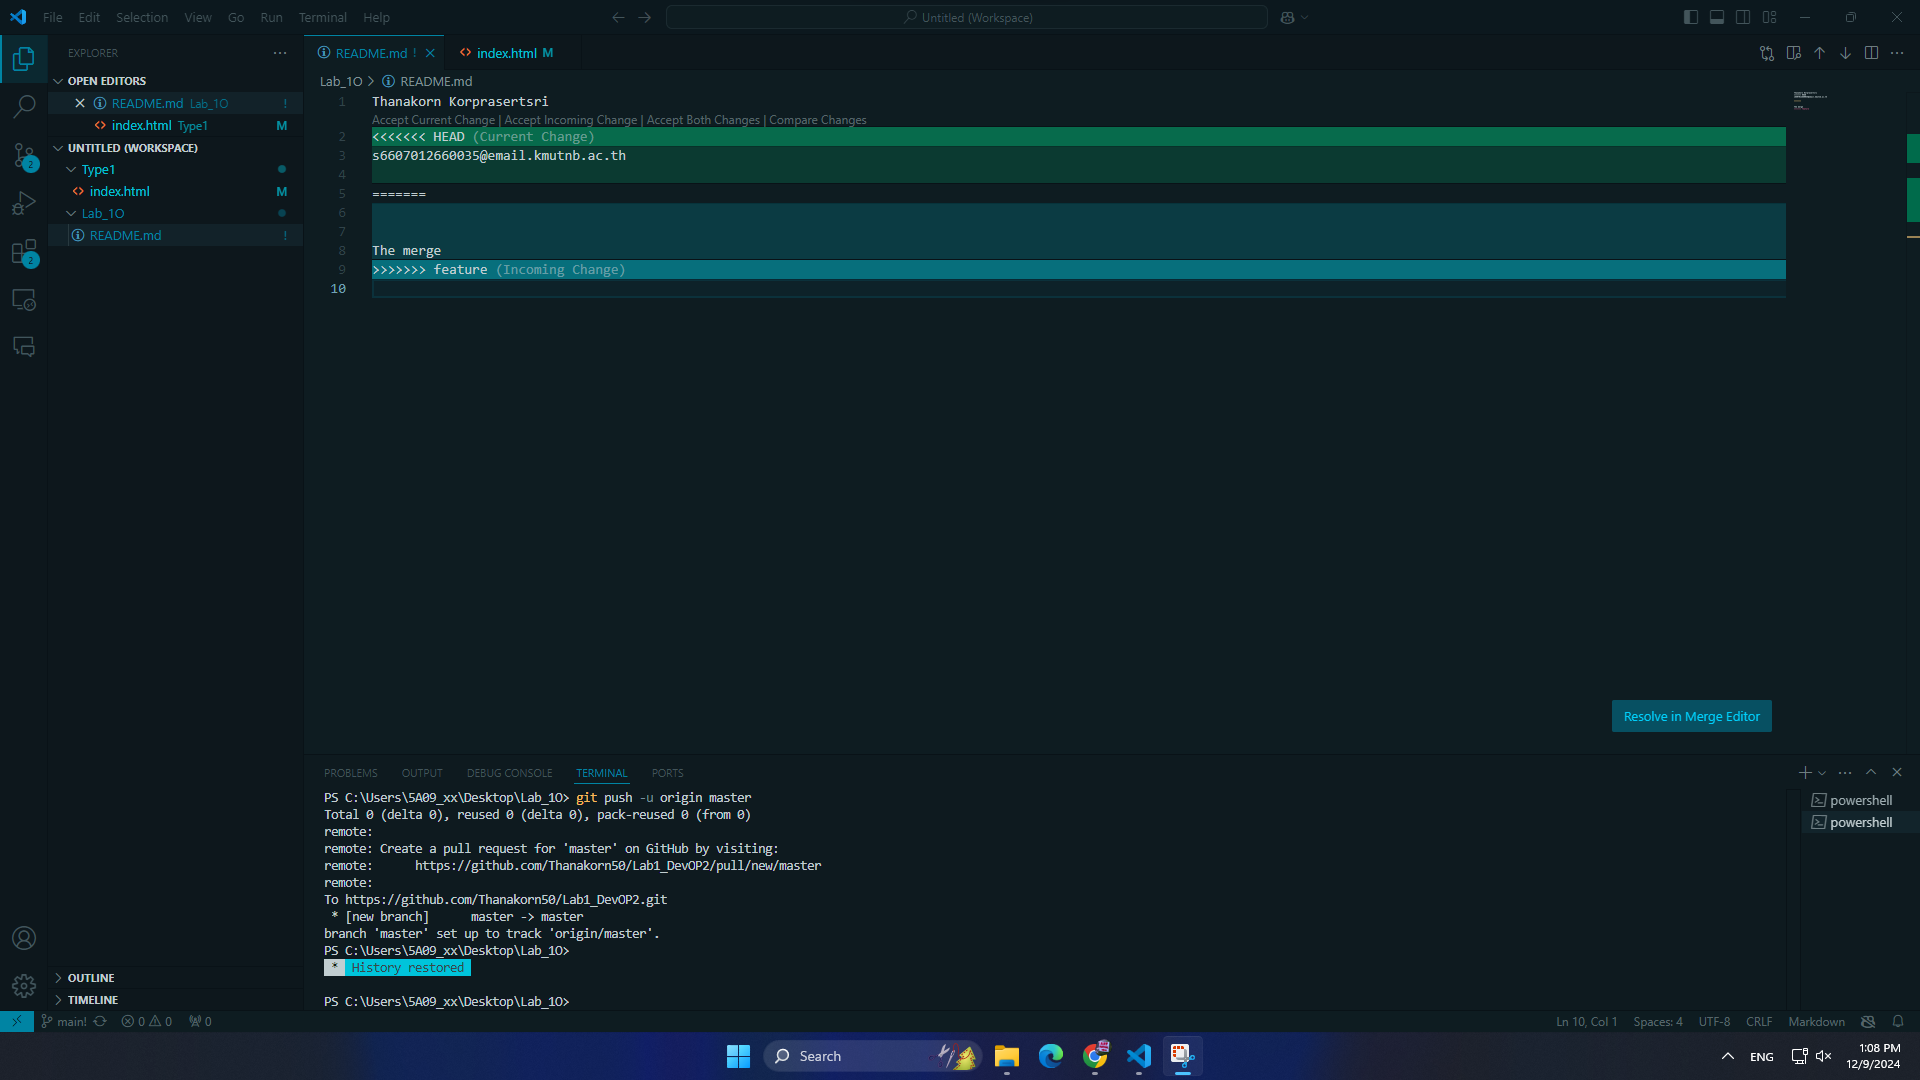 File Edit Selection View Go Run Terminal Help
Untitled (Workspace)
EXPLORER
OPEN EDITORS
README.md Lab_1O !
index.html Type1 M
UNTITLED (WORKSPACE)
Type1
index.html M
Lab_1O
README.md !
2
2
README.md !
index.html M
Lab_1O > README.md
1 Thanakorn Korprasertsri
Accept Current Change | Accept Incoming Change | Accept Both Changes | Compare Changes
2 <<<<<<< HEAD (Current Change)
3 s6607012660035@email.kmutnb.ac.th
4
5 =======
6
7
8 The merge
9 >>>>>>> feature (Incoming Change)
10
Resolve in Merge Editor
PROBLEMS OUTPUT DEBUG CONSOLE TERMINAL PORTS
PS C:\Users\5A09_xx\Desktop\Lab_1O> git push -u origin master
Total 0 (delta 0), reused 0 (delta 0), pack-reused 0 (from 0)
remote:
remote: Create a pull request for 'master' on GitHub by visiting:
remote:      https://github.com/Thanakorn50/Lab1_DevOP2/pull/new/master
remote:
To https://github.com/Thanakorn50/Lab1_DevOP2.git
 * [new branch]      master -> master
branch 'master' set up to track 'origin/master'.
PS C:\Users\5A09_xx\Desktop\Lab_1O>
 *  History restored
PS C:\Users\5A09_xx\Desktop\Lab_1O>
powershell
powershell
OUTLINE
TIMELINE
main! 0 0 0
Ln 10, Col 1 Spaces: 4 UTF-8 CRLF Markdown
Search
ENG
1:08 PM
12/9/2024